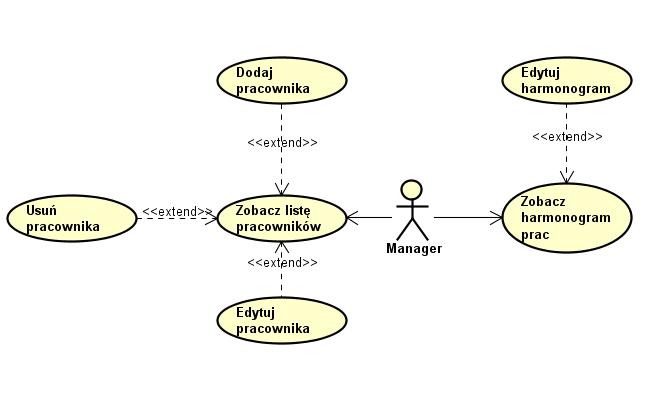 Dodaj
pracownika
Edytuj
harmonogram
<<extend>>
<<extend>>
Usuń
pracownika
<<extend>>
Zobacz listę
pracowników
Manager
Zobacz
harmonogram
prac
<<extend>>
Edytuj
pracownika